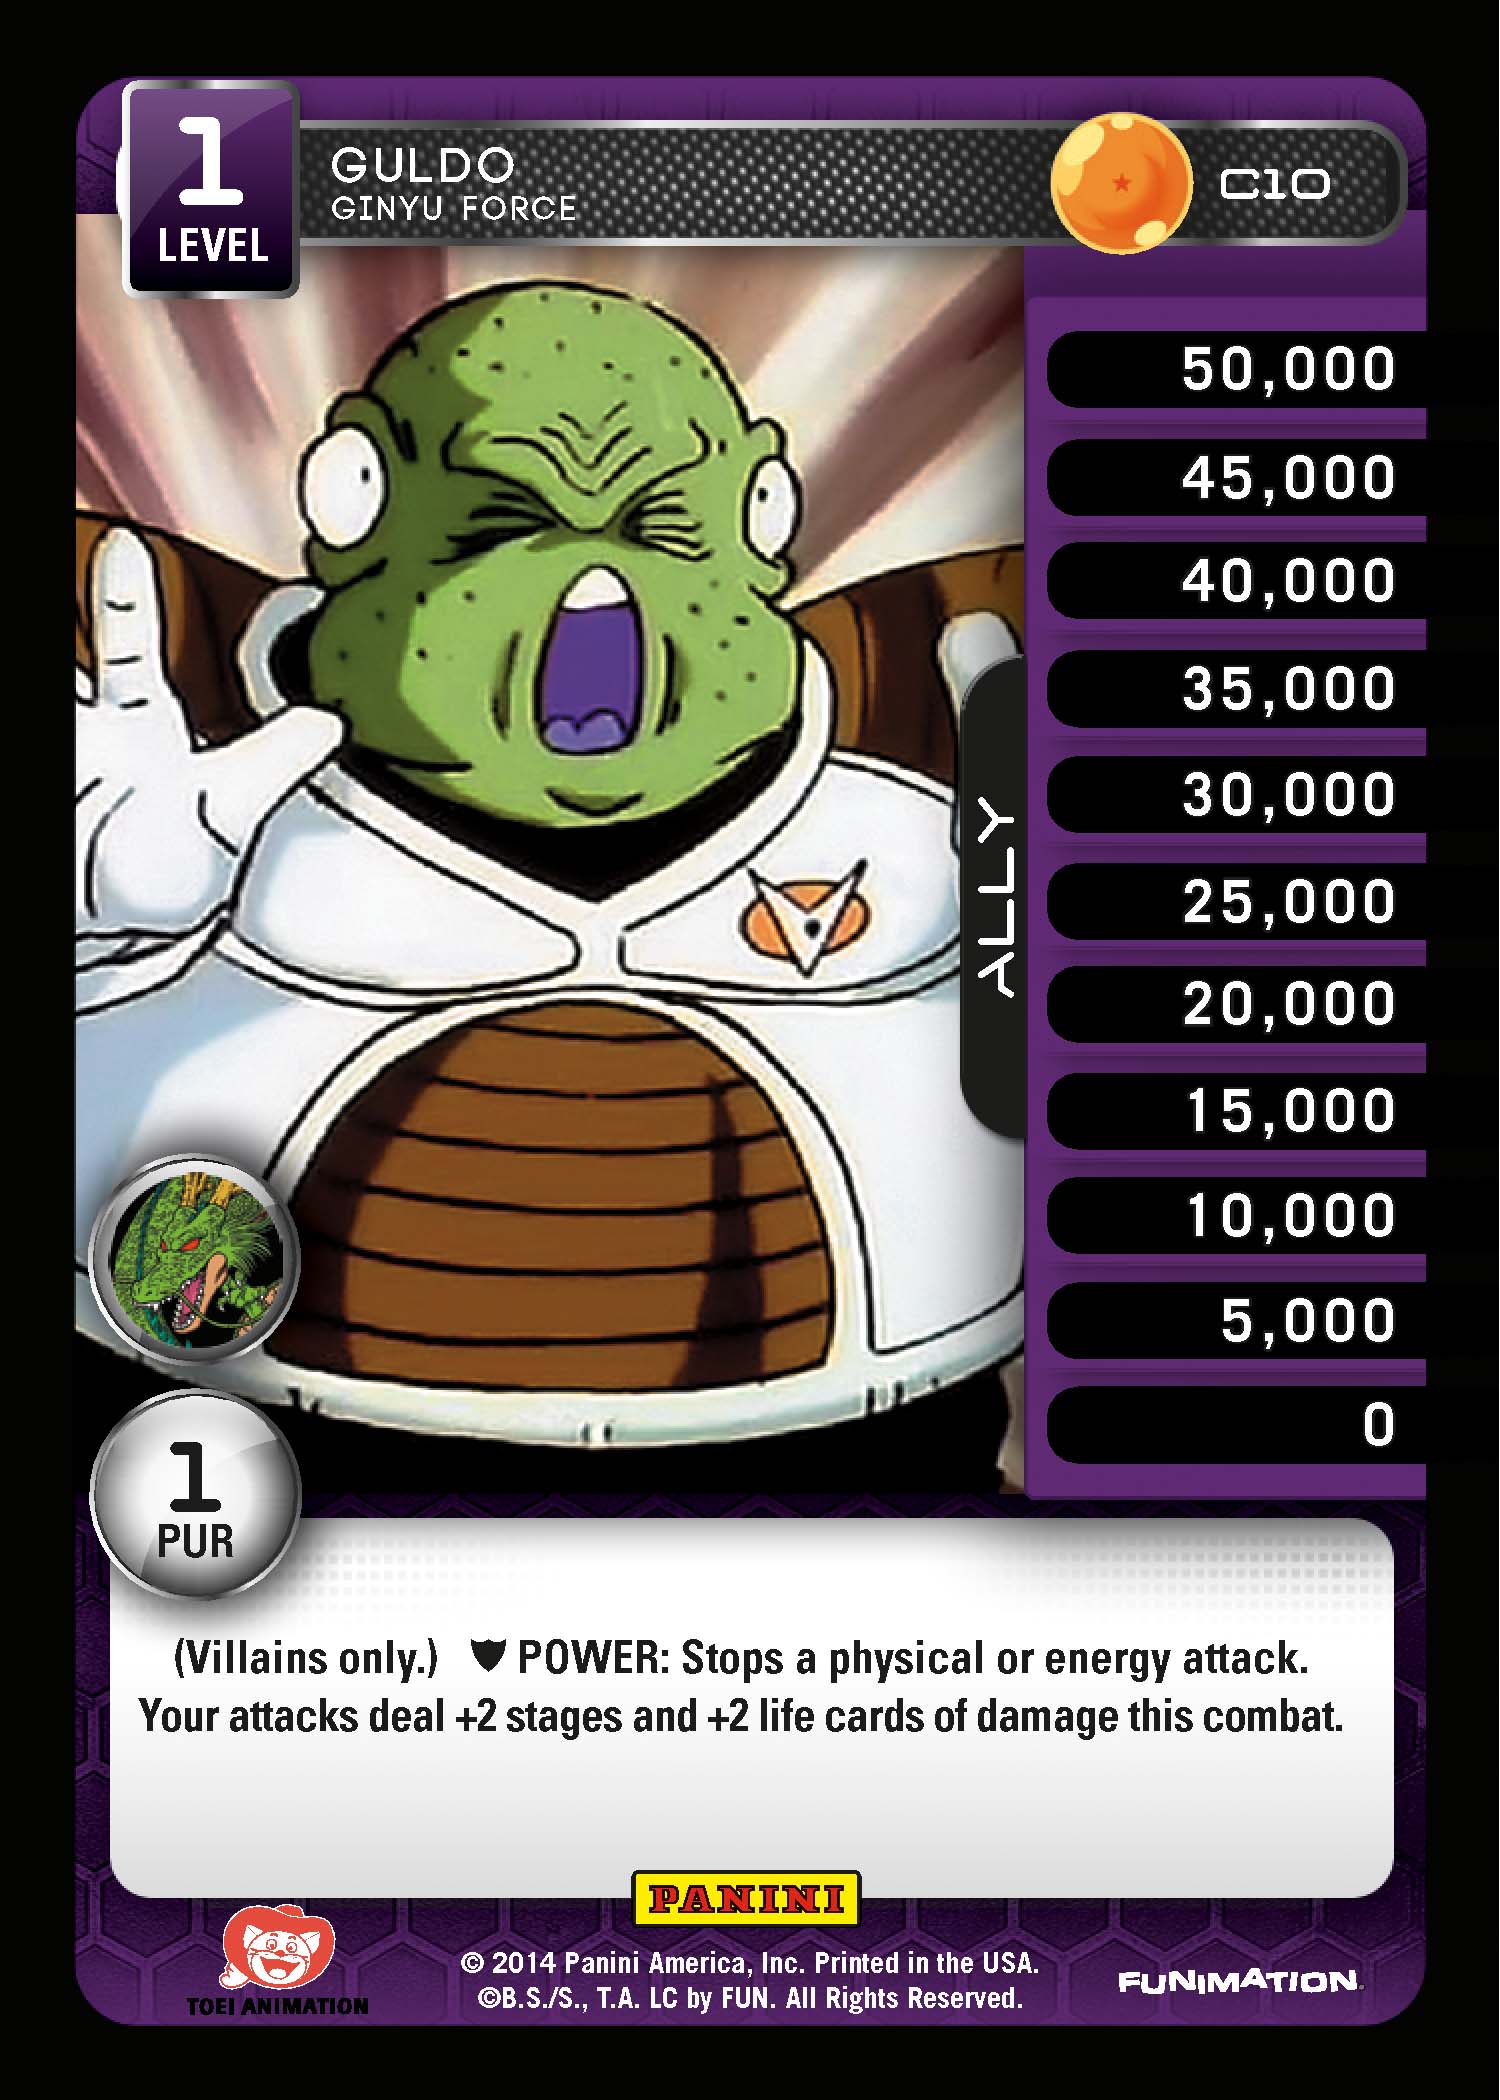 1
LEVEL
GULDO
GINYU FORCE
C10
50,000
45,000
40,000
35,000
30,000
25,000
20,000
15,000
10,000
5,000
0
ALLY
1
PUR
(Villains only.) POWER: Stops a physical or energy attack.
Your attacks deal +2 stages and +2 life cards of damage this combat.
PANINI
TOEI ANIMATION
© 2014 Panini America, Inc. Printed in the USA.
©B.S./S., T.A. LC by FUN. All Rights Reserved.
FUNIMATION.